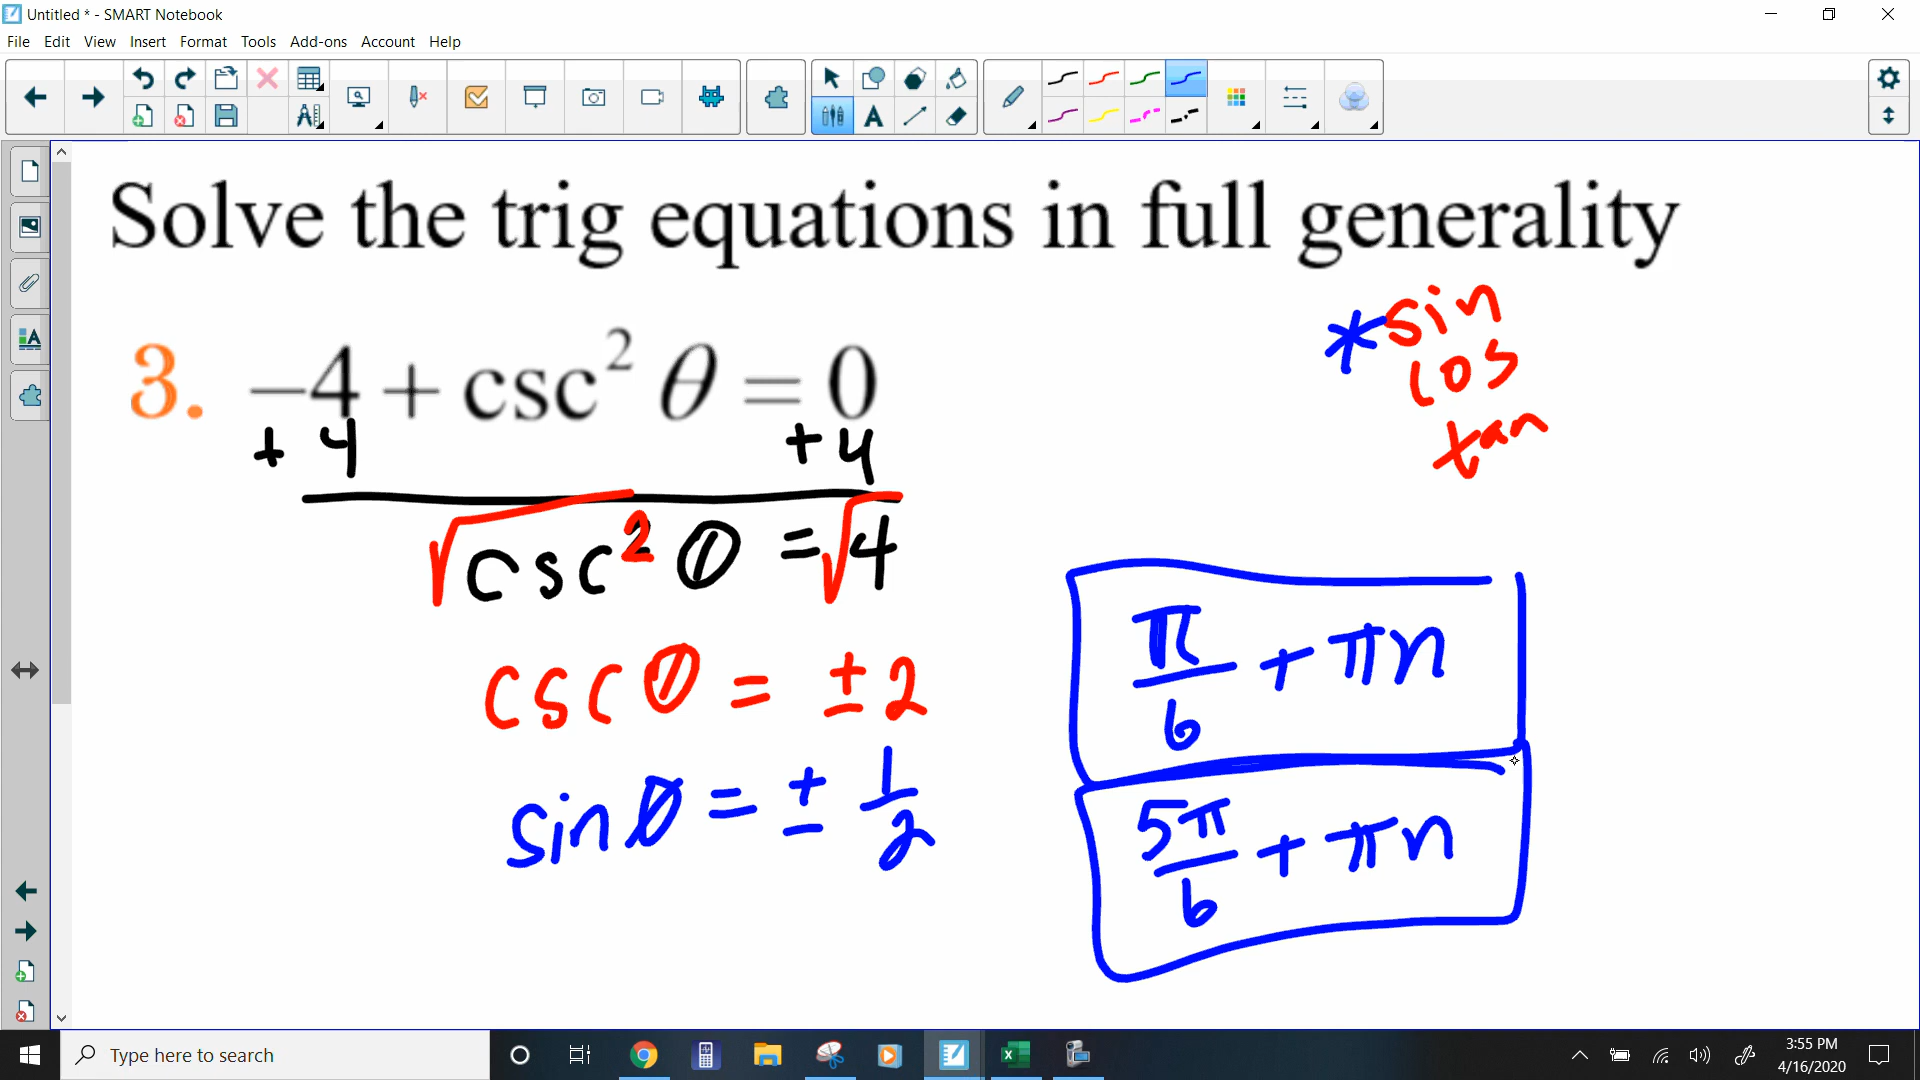 Untitled * - SMART Notebook
File Edit View Insert Format Tools Add-ons Account Help
Solve the trig equations in full generality
3. −4 + csc² θ = 0
+ 4 + 4
√csc² θ = √4
csc θ = ± 2
sin θ = ± 1/2
* sin
cos
tan
π/6 + πn
5π/6 + πn
Type here to search
3:55 PM
4/16/2020